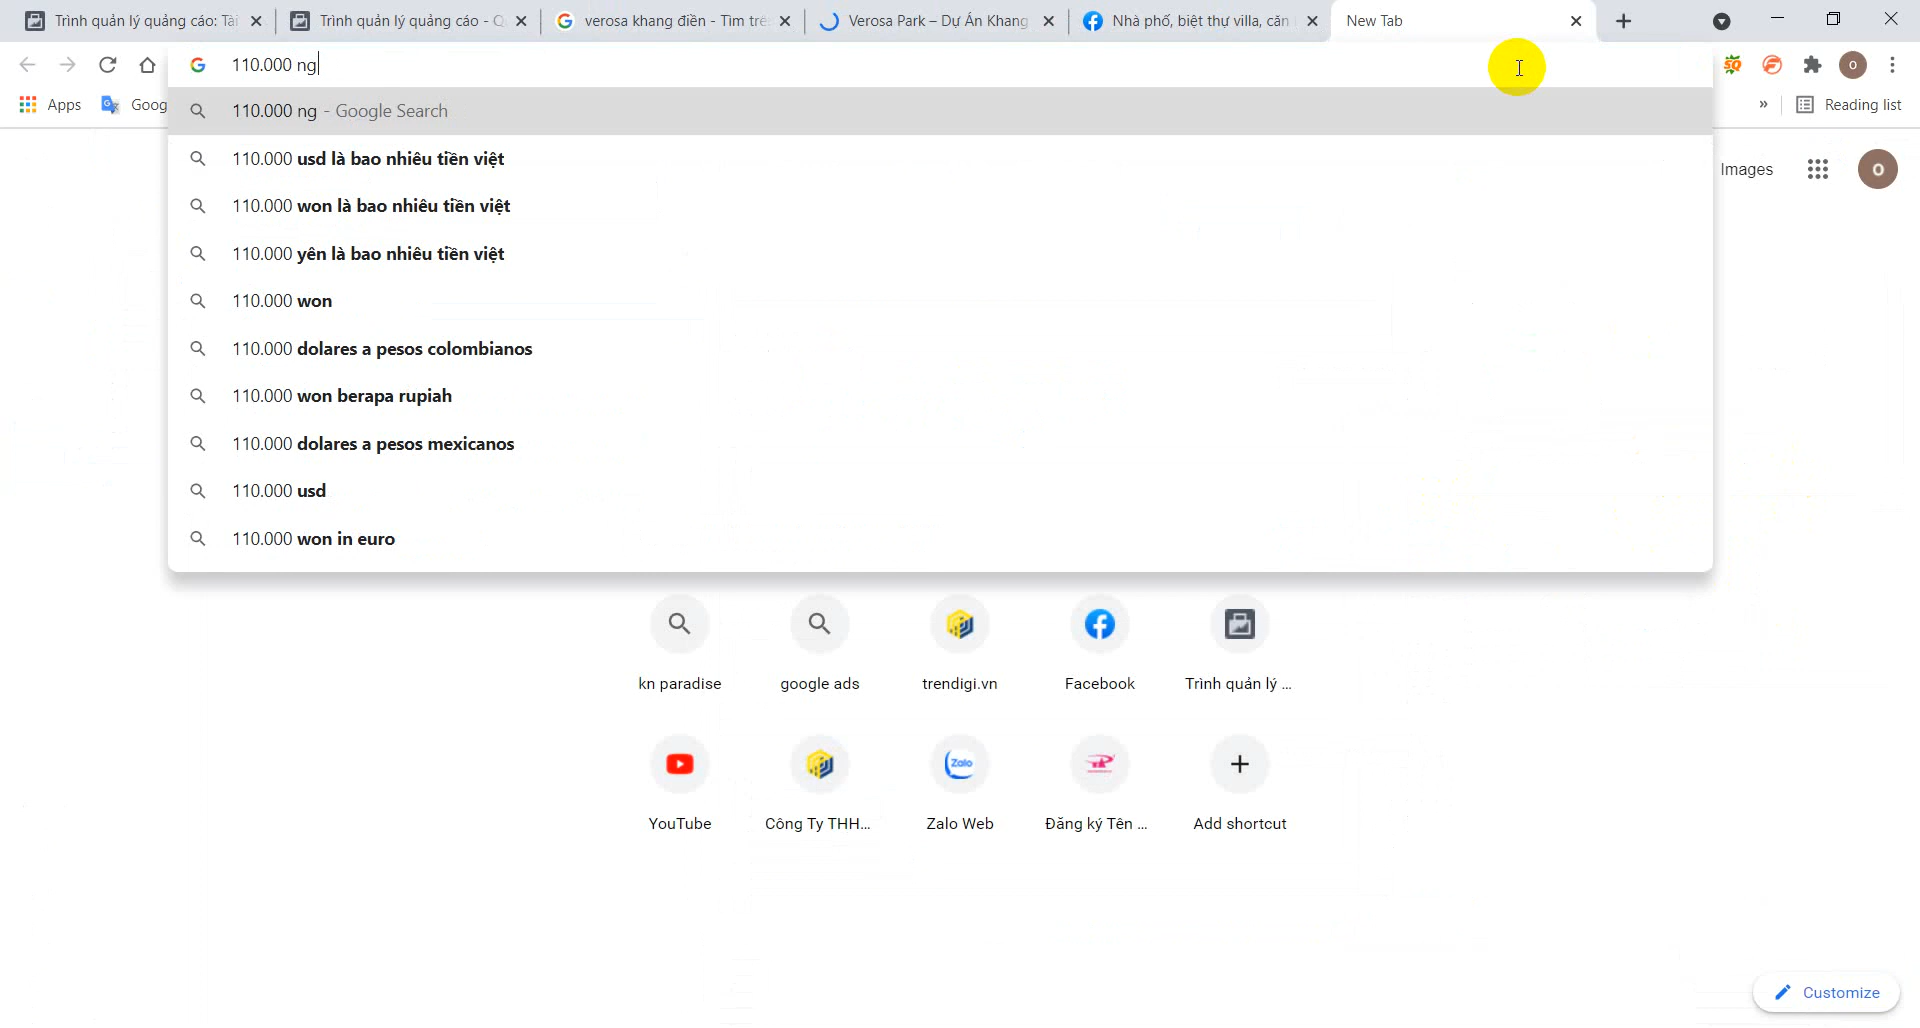 Trình quản lý quảng cáo: Tài
Trình quản lý quảng cáo - Q
verosa khang điền - Tìm trê
Verosa Park – Dự Án Khang
Nhà phố, biệt thự villa, căn
New Tab
110.000 ng
SQ
O
Apps
Goog
»
Reading list
110.000 ng - Google Search
110.000 usd là bao nhiêu tiền việt
110.000 won là bao nhiêu tiền việt
110.000 yên là bao nhiêu tiền việt
110.000 won
110.000 dolares a pesos colombianos
110.000 won berapa rupiah
110.000 dolares a pesos mexicanos
110.000 usd
110.000 won in euro
Images
O
kn paradise
google ads
trendigi.vn
Facebook
Trình quản lý ...
YouTube
Công Ty THH...
Zalo
Zalo Web
Đăng ký Tên ...
Add shortcut
Customize